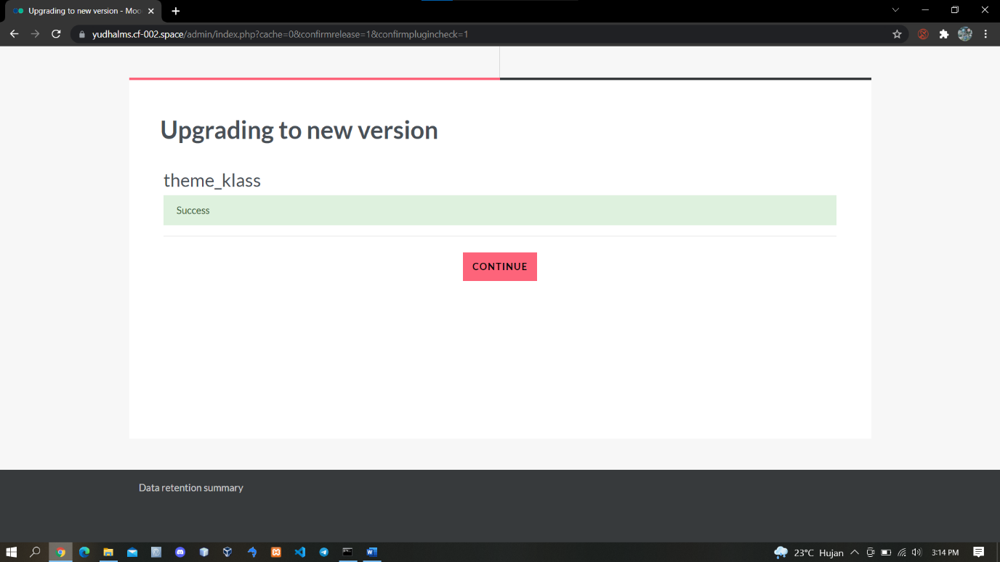 Upgrading to new version - Moo
yudhalms.cf-002.space/admin/index.php?cache=0&confirmrelease=1&confirmplugincheck=1
Upgrading to new version
theme_klass
Success
CONTINUE
Data retention summary
23°C Hujan
3:14 PM